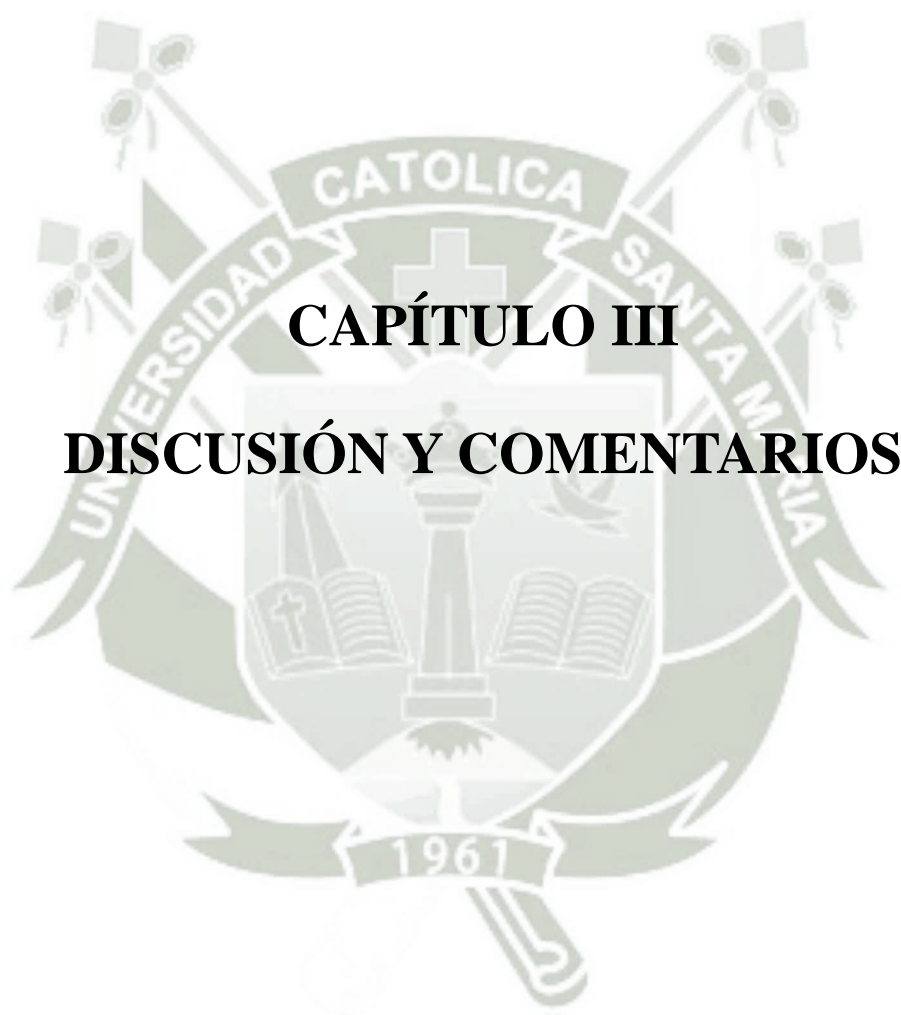 CATOLICA
UNIVERSIDAD
SANTA MARIA
CAPÍTULO III
DISCUSIÓN Y COMENTARIOS
1961